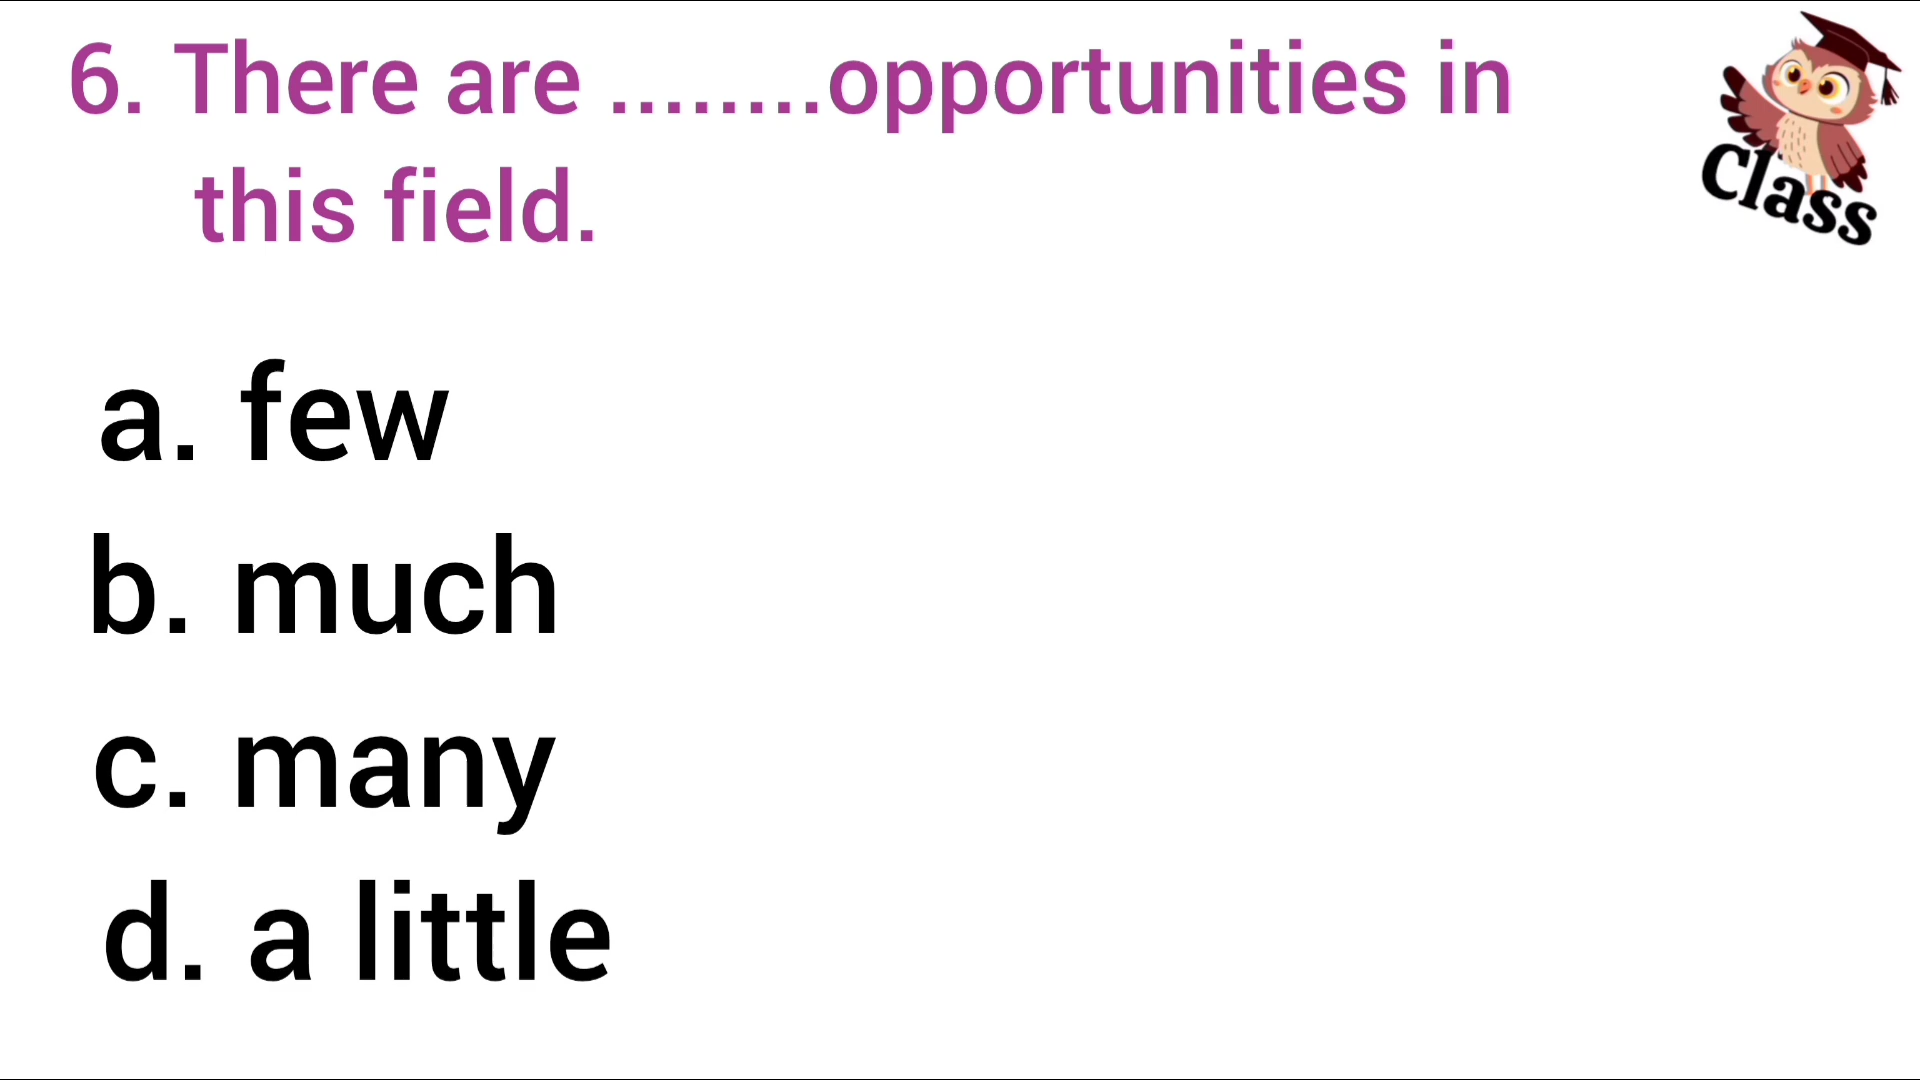 6. There are ........opportunities in
this field.
Class
a. few
b. much
c. many
d. a little